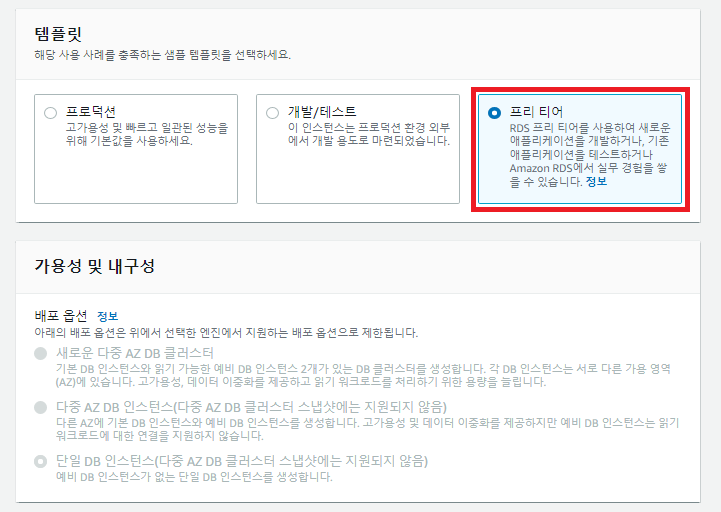 템플릿
해당 사용 사례를 충족하는 샘플 템플릿을 선택하세요.
프로덕션
고가용성 및 빠르고 일관된 성능을
위해 기본값을 사용하세요.
개발/테스트
이 인스턴스는 프로덕션 환경 외부
에서 개발 용도로 마련되었습니다.
프리 티어
RDS 프리 티어를 사용하여 새로운
애플리케이션을 개발하거나, 기존
애플리케이션을 테스트하거나
Amazon RDS에서 실무 경험을 쌓
을 수 있습니다. 정보
가용성 및 내구성
배포 옵션 정보
아래의 배포 옵션은 위에서 선택한 엔진에서 지원하는 배포 옵션으로 제한됩니다.
새로운 다중 AZ DB 클러스터
기본 DB 인스턴스와 읽기 가능한 예비 DB 인스턴스 2개가 있는 DB 클러스터를 생성합니다. 각 DB 인스턴스는 서로 다른 가용 영역
(AZ)에 있습니다. 고가용성, 데이터 이중화를 제공하고 읽기 워크로드를 처리하기 위한 용량을 늘립니다.
다중 AZ DB 인스턴스(다중 AZ DB 클러스터 스냅샷에는 지원되지 않음)
다른 AZ에 기본 DB 인스턴스와 예비 DB 인스턴스를 생성합니다. 고가용성 및 데이터 이중화를 제공하지만 예비 DB 인스턴스는 읽기
워크로드에 대한 연결을 지원하지 않습니다.
단일 DB 인스턴스(다중 AZ DB 클러스터 스냅샷에는 지원되지 않음)
예비 DB 인스턴스가 없는 단일 DB 인스턴스를 생성합니다.